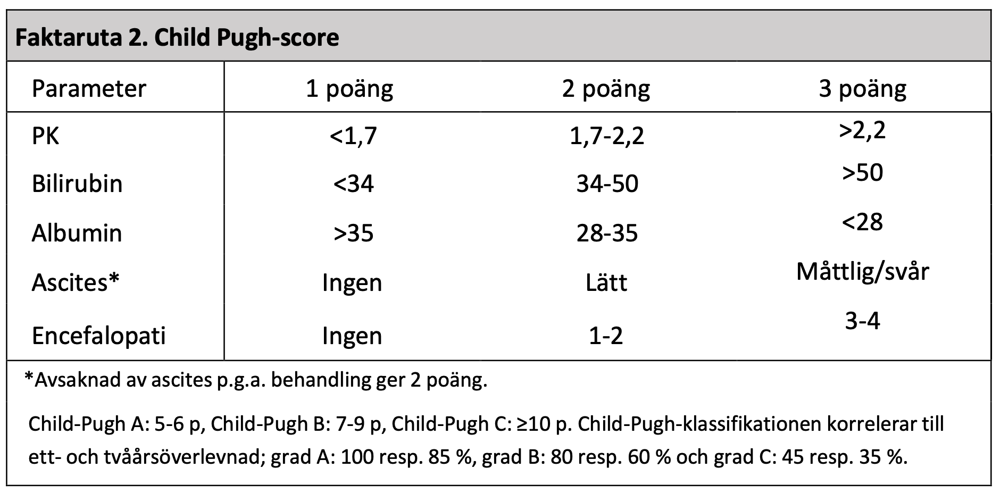 Faktaruta 2. Child Pugh-score
Parameter 1 poäng 2 poäng 3 poäng
PK <1,7 1,7-2,2 >2,2
Bilirubin <34 34-50 >50
Albumin >35 28-35 <28
Ascites* Ingen Lätt Måttlig/svår
Encefalopati Ingen 1-2 3-4
*Avsaknad av ascites p.g.a. behandling ger 2 poäng.
Child-Pugh A: 5-6 p, Child-Pugh B: 7-9 p, Child-Pugh C: ≥10 p. Child-Pugh-klassifikationen korrelerar till
ett- och tvåårsöverlevnad; grad A: 100 resp. 85 %, grad B: 80 resp. 60 % och grad C: 45 resp. 35 %.